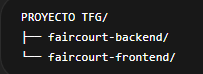 PROYECTO TFG/
├── faircourt-backend/
└── faircourt-frontend/